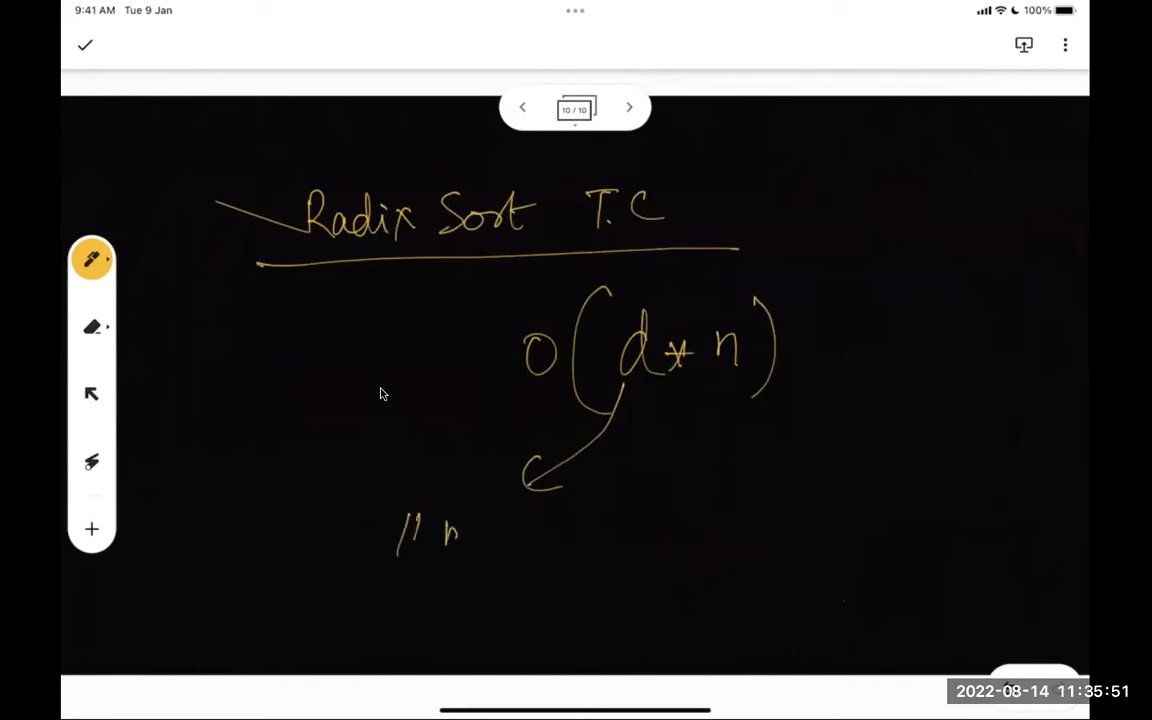 9:41 AM Tue 9 Jan
100%
10 / 10
Radix Sort T.C
O(d * n)
// n
2022-08-14 11:35:51